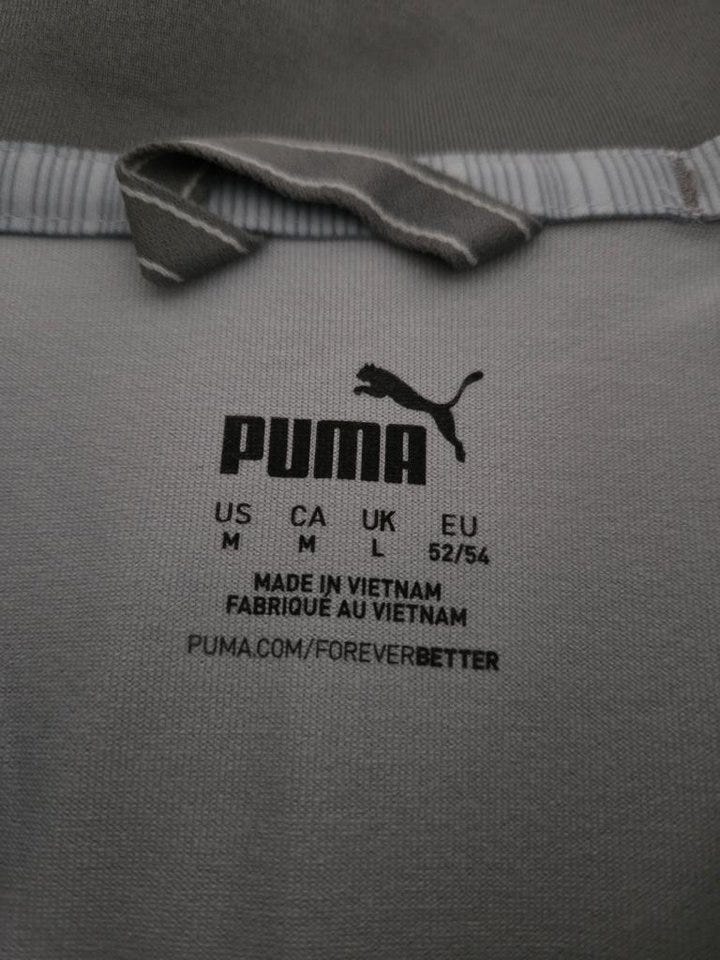 PUMA
US CA UK EU
M M L 52/54
MADE IN VIETNAM
FABRIQUÉ AU VIETNAM
PUMA.COM/FOREVERBETTER